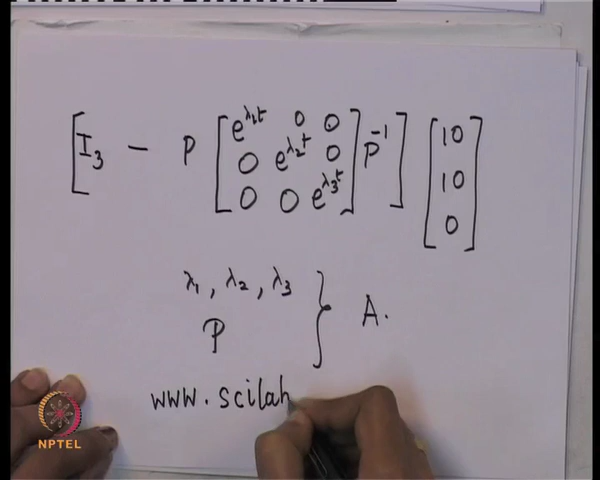 [I₃ − P [e^{λ₁t} 0 0; 0 e^{λ₂t} 0; 0 0 e^{λ₃t}] P⁻¹] [10; 10; 0]
λ₁, λ₂, λ₃
P } A.
www.scilab
NPTEL